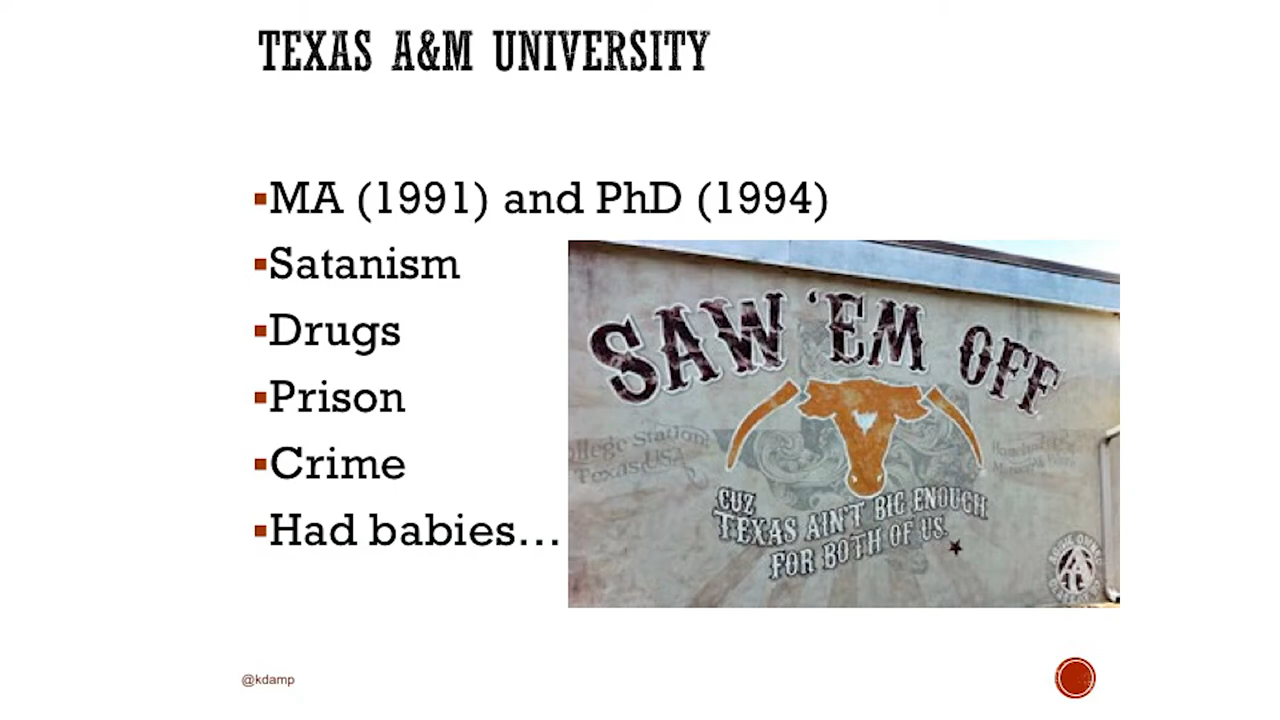 TEXAS A&M UNIVERSITY
▪MA (1991) and PhD (1994)
▪Satanism
▪Drugs
▪Prison
▪Crime
▪Had babies...
SAW 'EM OFF
llege Station
Texas USA
CUZ
TEXAS AIN'T BIG ENOUGH
FOR BOTH OF US.
@kdamp